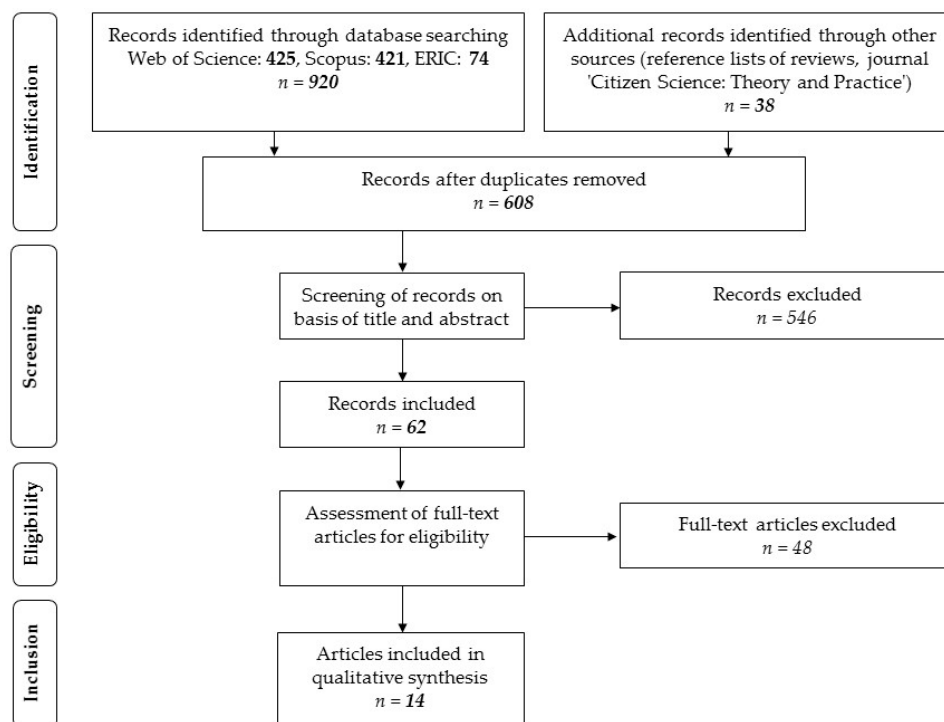 Identification
Records identified through database searching
Web of Science: 425, Scopus: 421, ERIC: 74
n = 920
Additional records identified through other
sources (reference lists of reviews, journal
'Citizen Science: Theory and Practice')
n = 38
Records after duplicates removed
n = 608
Screening
Screening of records on
basis of title and abstract
Records excluded
n = 546
Records included
n = 62
Eligibility
Assessment of full-text
articles for eligibility
Full-text articles excluded
n = 48
Inclusion
Articles included in
qualitative synthesis
n = 14